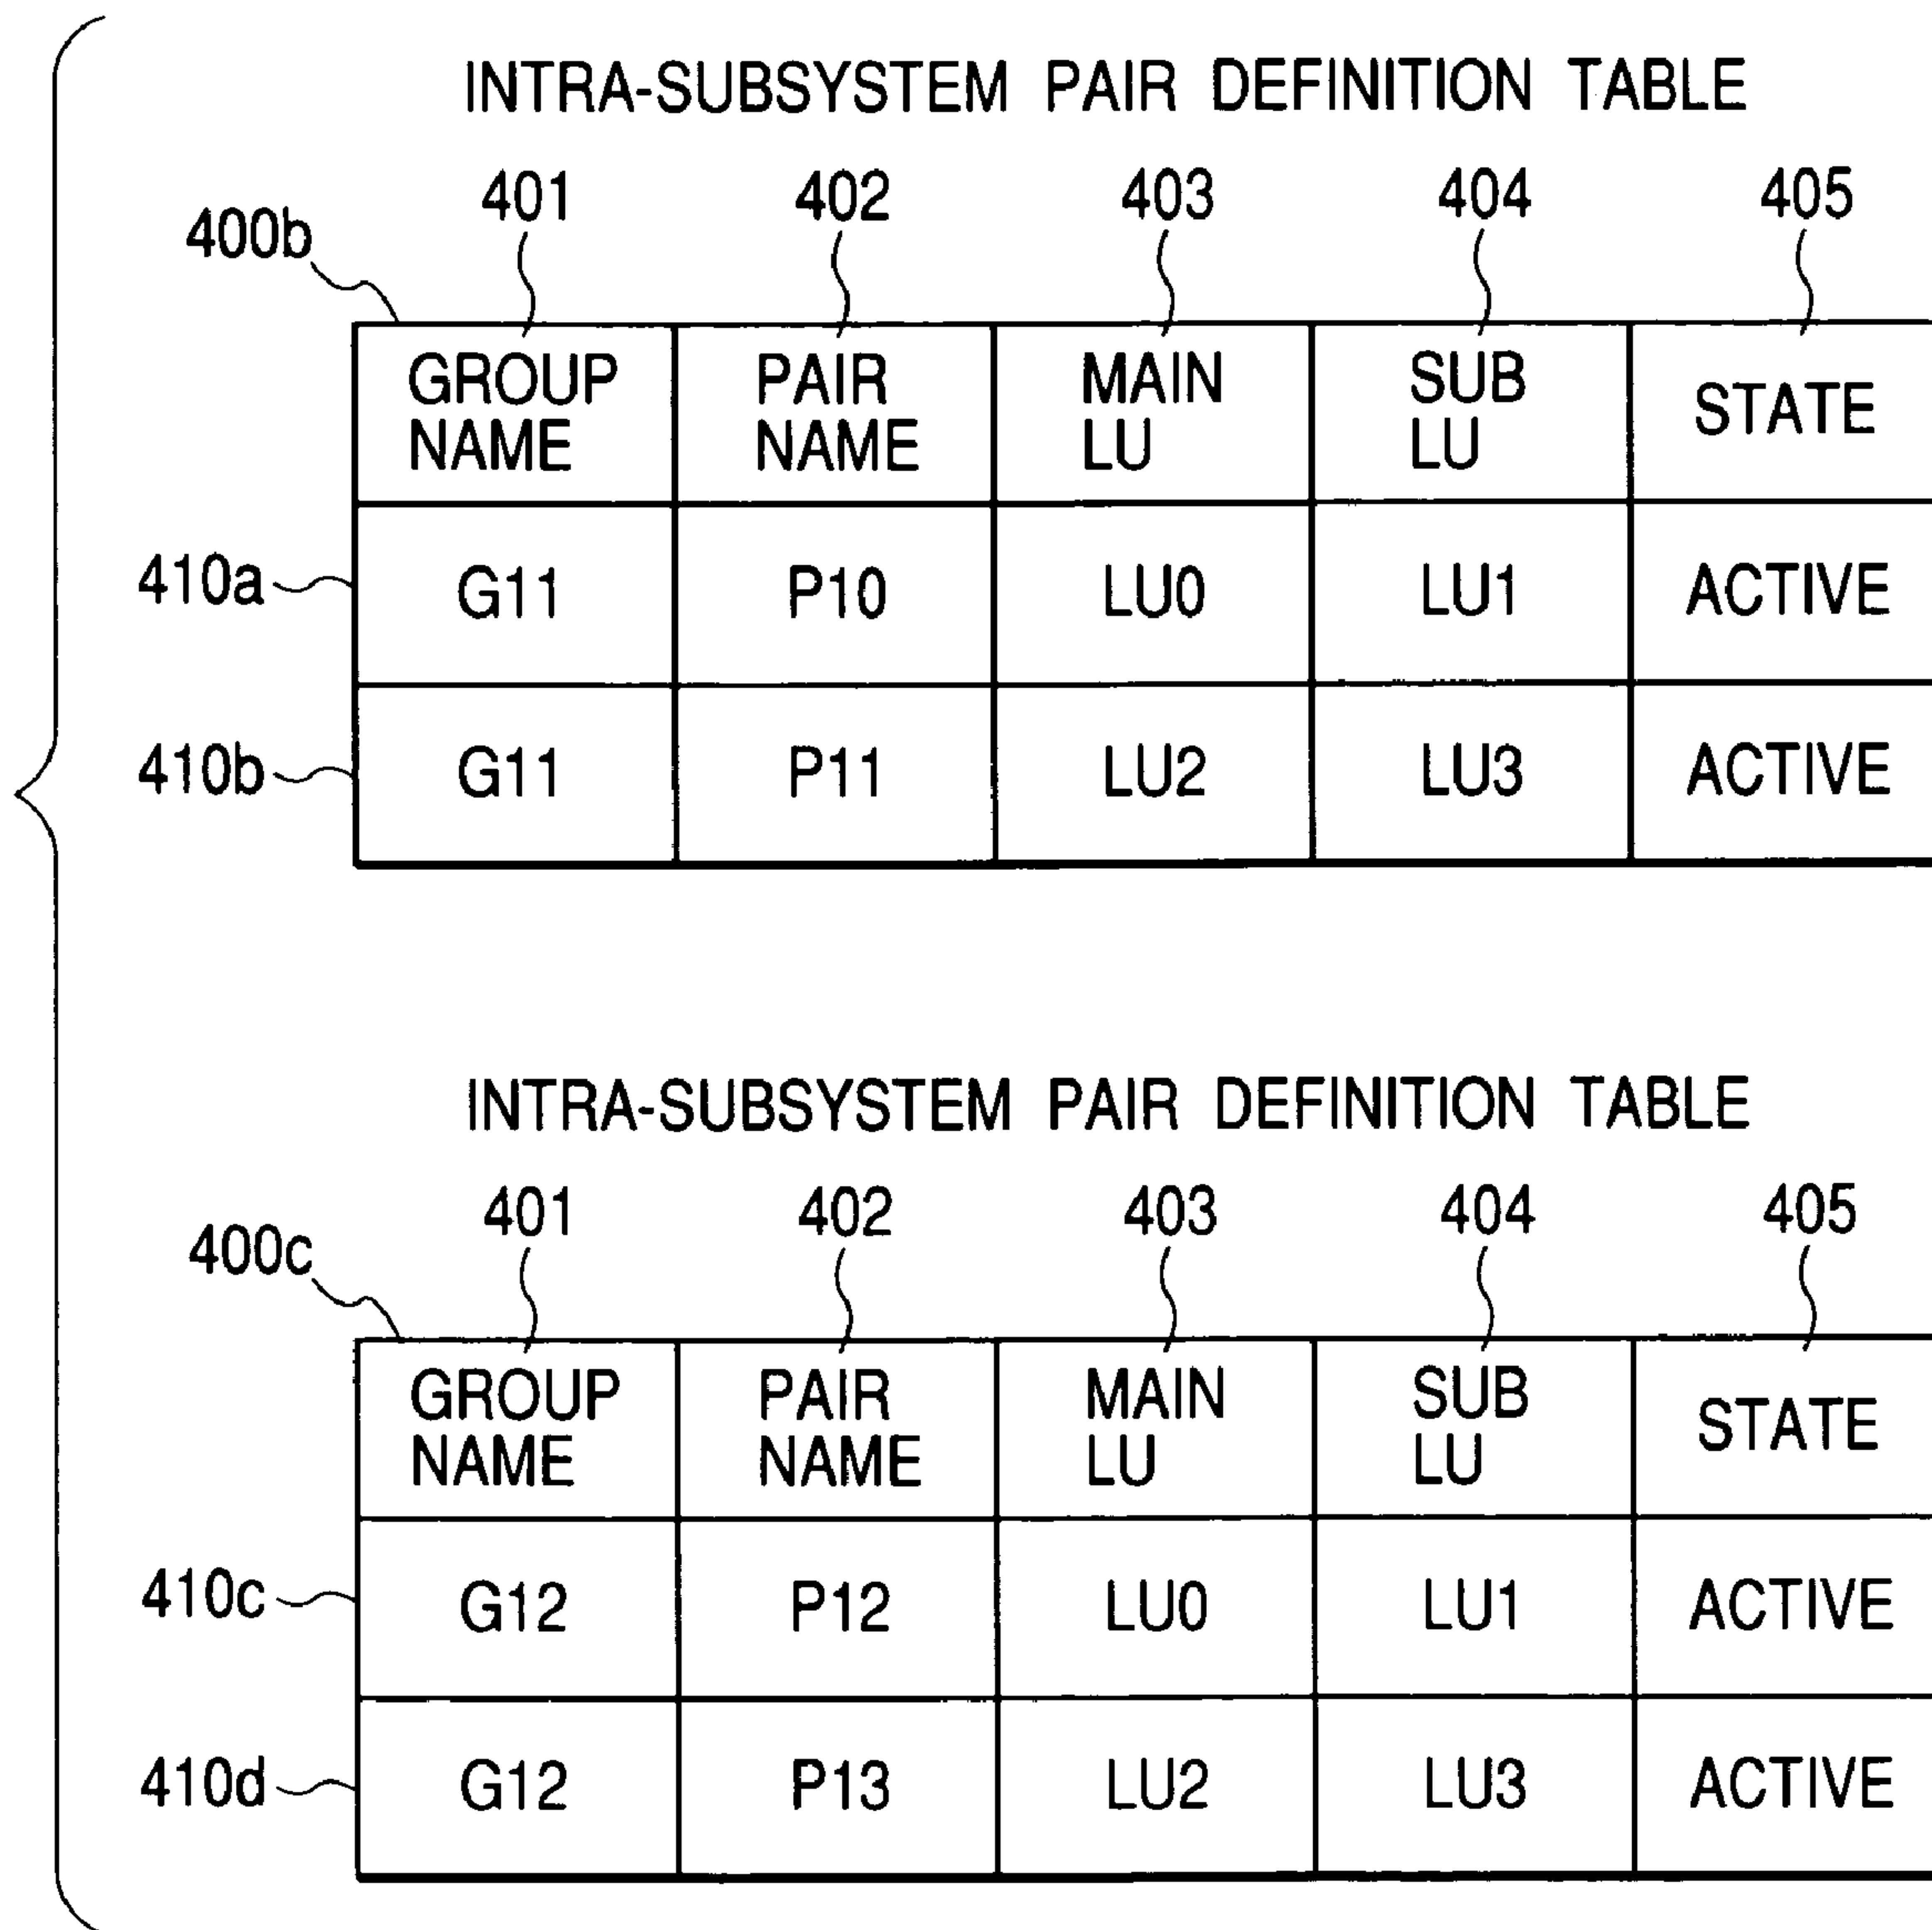 INTRA-SUBSYSTEM PAIR DEFINITION TABLE
401 402 403 404 405
400b
GROUP NAME PAIR NAME MAIN LU SUB LU STATE
410a G11 P10 LU0 LU1 ACTIVE
410b G11 P11 LU2 LU3 ACTIVE
INTRA-SUBSYSTEM PAIR DEFINITION TABLE
401 402 403 404 405
400c
GROUP NAME PAIR NAME MAIN LU SUB LU STATE
410c G12 P12 LU0 LU1 ACTIVE
410d G12 P13 LU2 LU3 ACTIVE